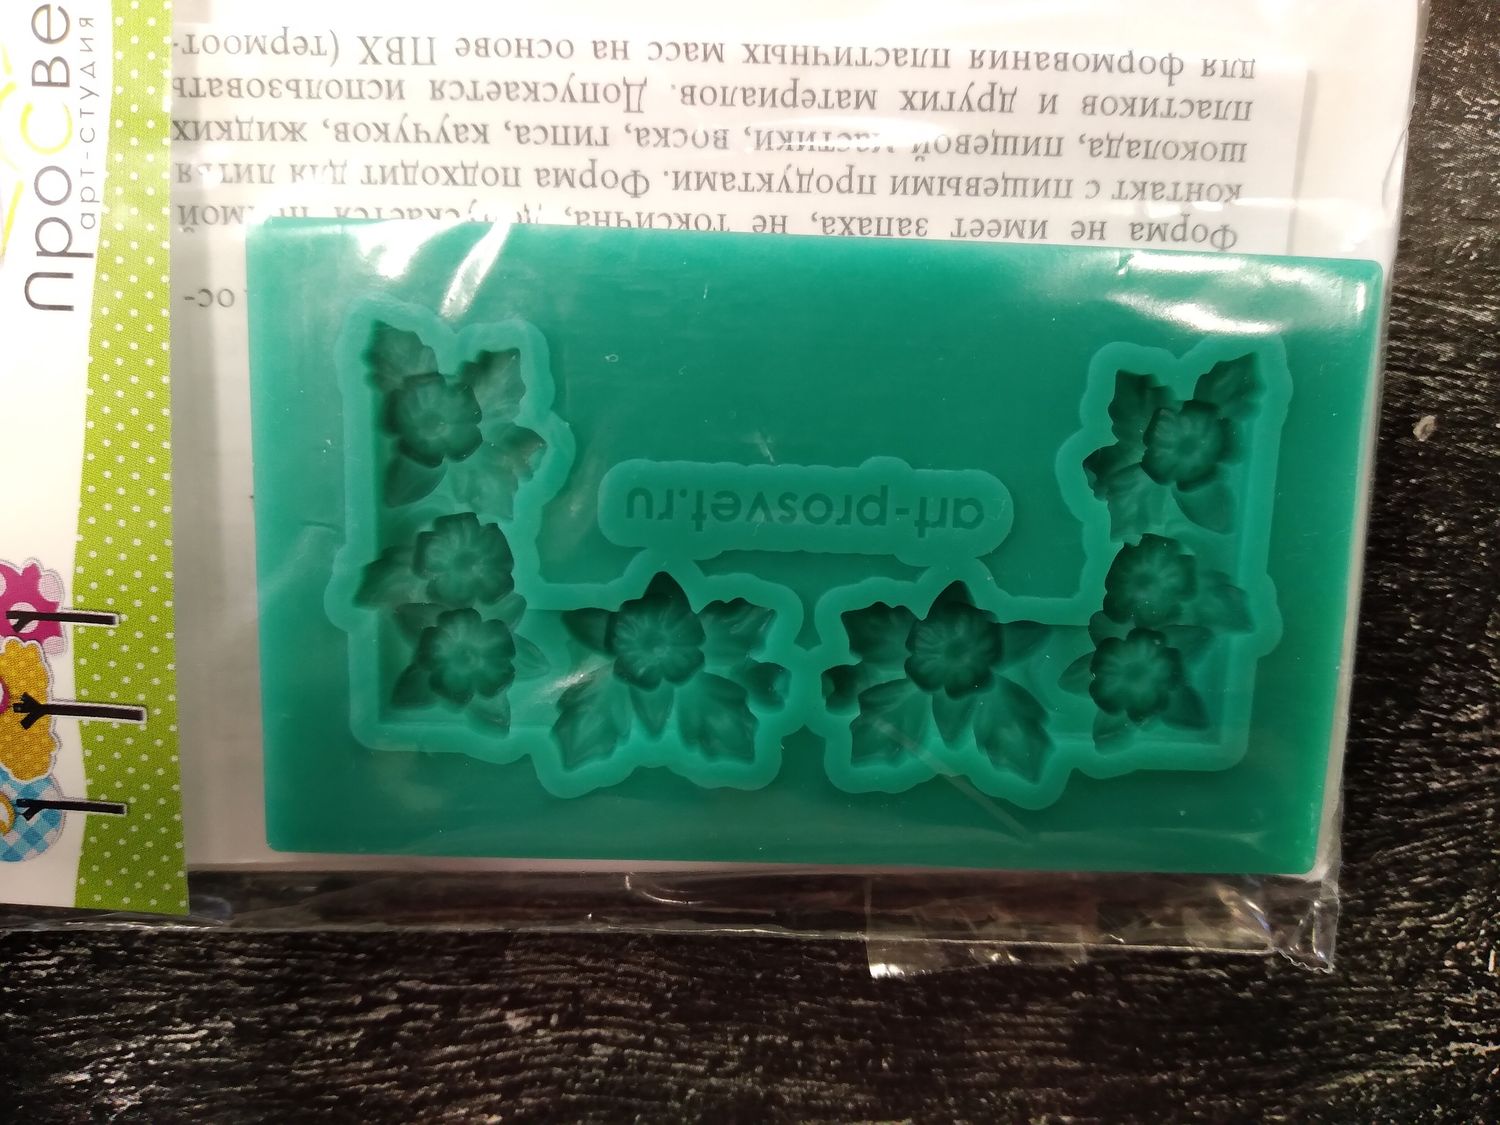 проСве
арт-студия
Форма не имеет запаха, не токсична,
контакт с пищевыми продуктами. Форма подходит для литья
шоколада, пищевой мастики, воска, гипса, каучуков, жидких
пластиков и других материалов. Допускается использовать
для формования пластичных масс на основе ПВХ (термоот-
ос-
art-prosvet.ru